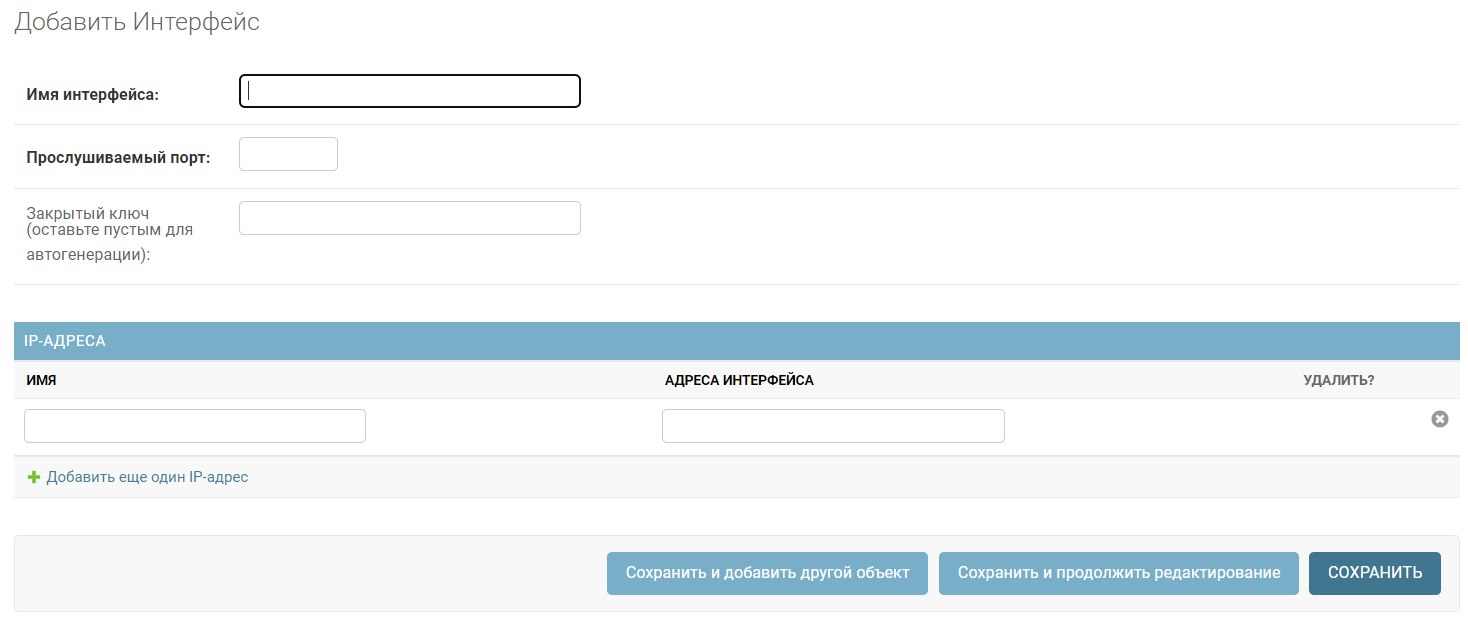 Добавить Интерфейс
Имя интерфейса:
Прослушиваемый порт:
Закрытый ключ
(оставьте пустым для
автогенерации):
IP-АДРЕСА
ИМЯ АДРЕСА ИНТЕРФЕЙСА УДАЛИТЬ?
Добавить еще один IP-адрес
Сохранить и добавить другой объект Сохранить и продолжить редактирование СОХРАНИТЬ